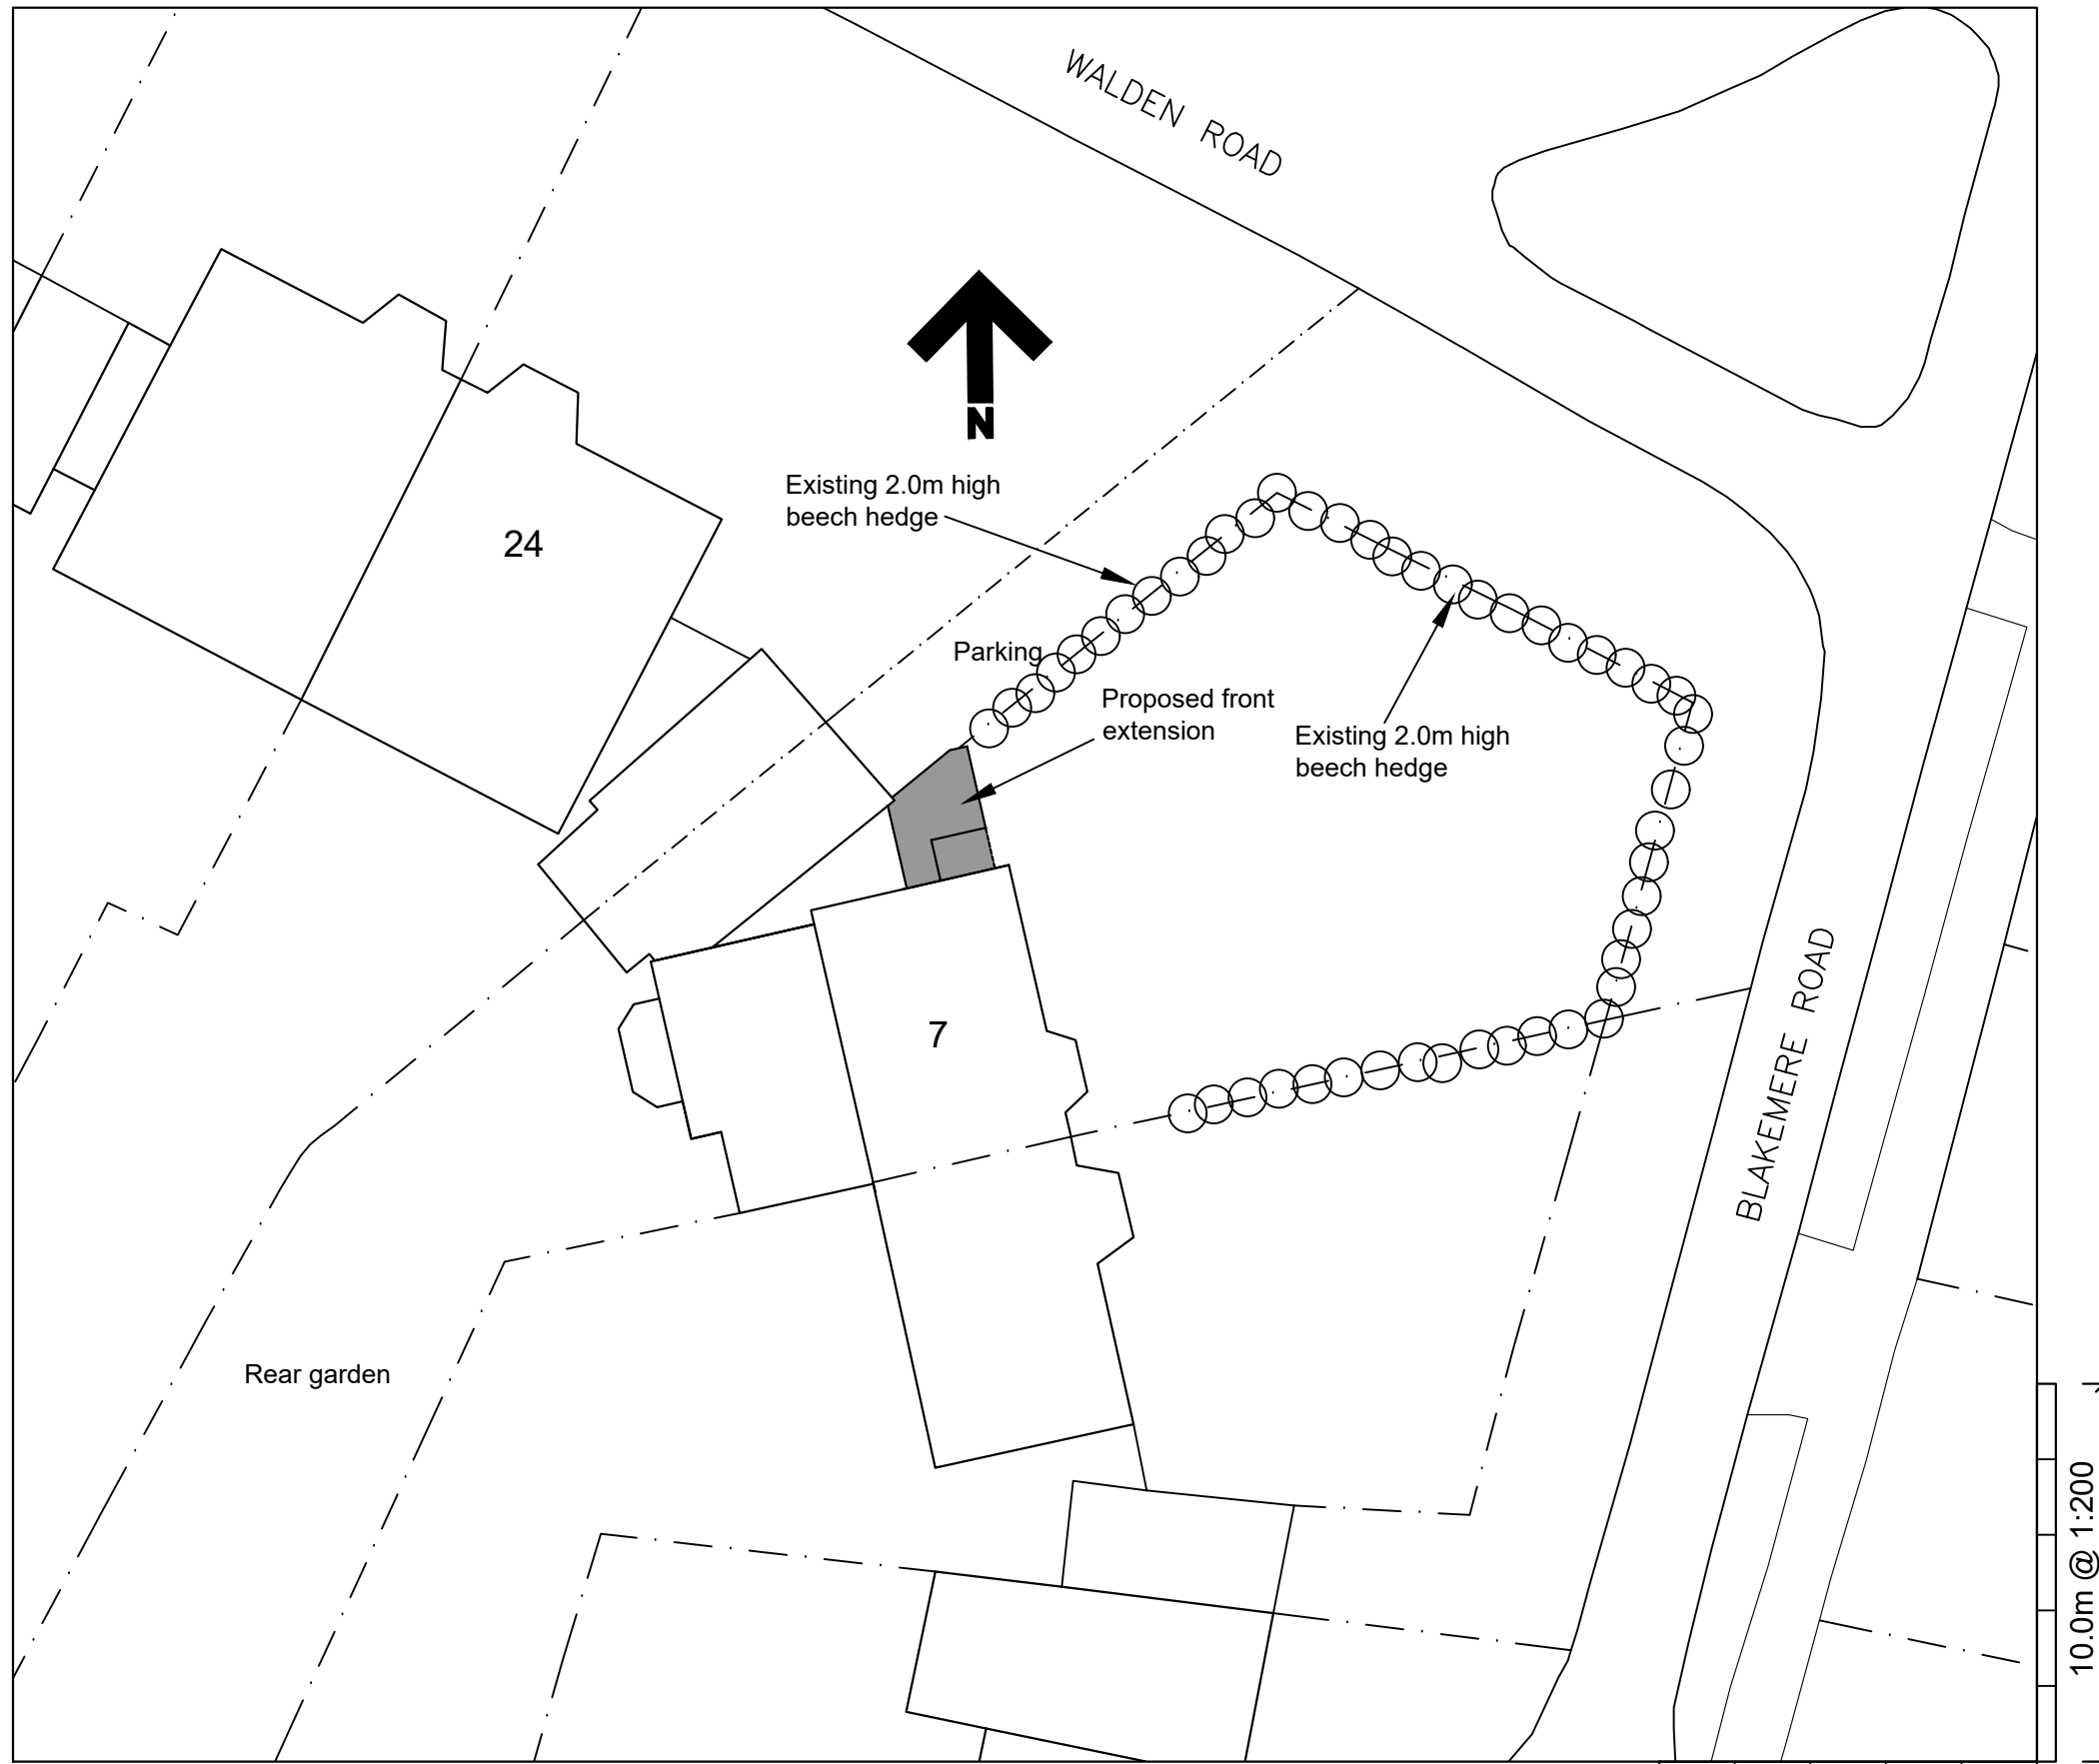 WALDEN ROAD
N
Existing 2.0m high
beech hedge
24
Parking
Proposed front
extension
Existing 2.0m high
beech hedge
7
BLAKEMERE ROAD
Rear garden
10.0m @ 1:200